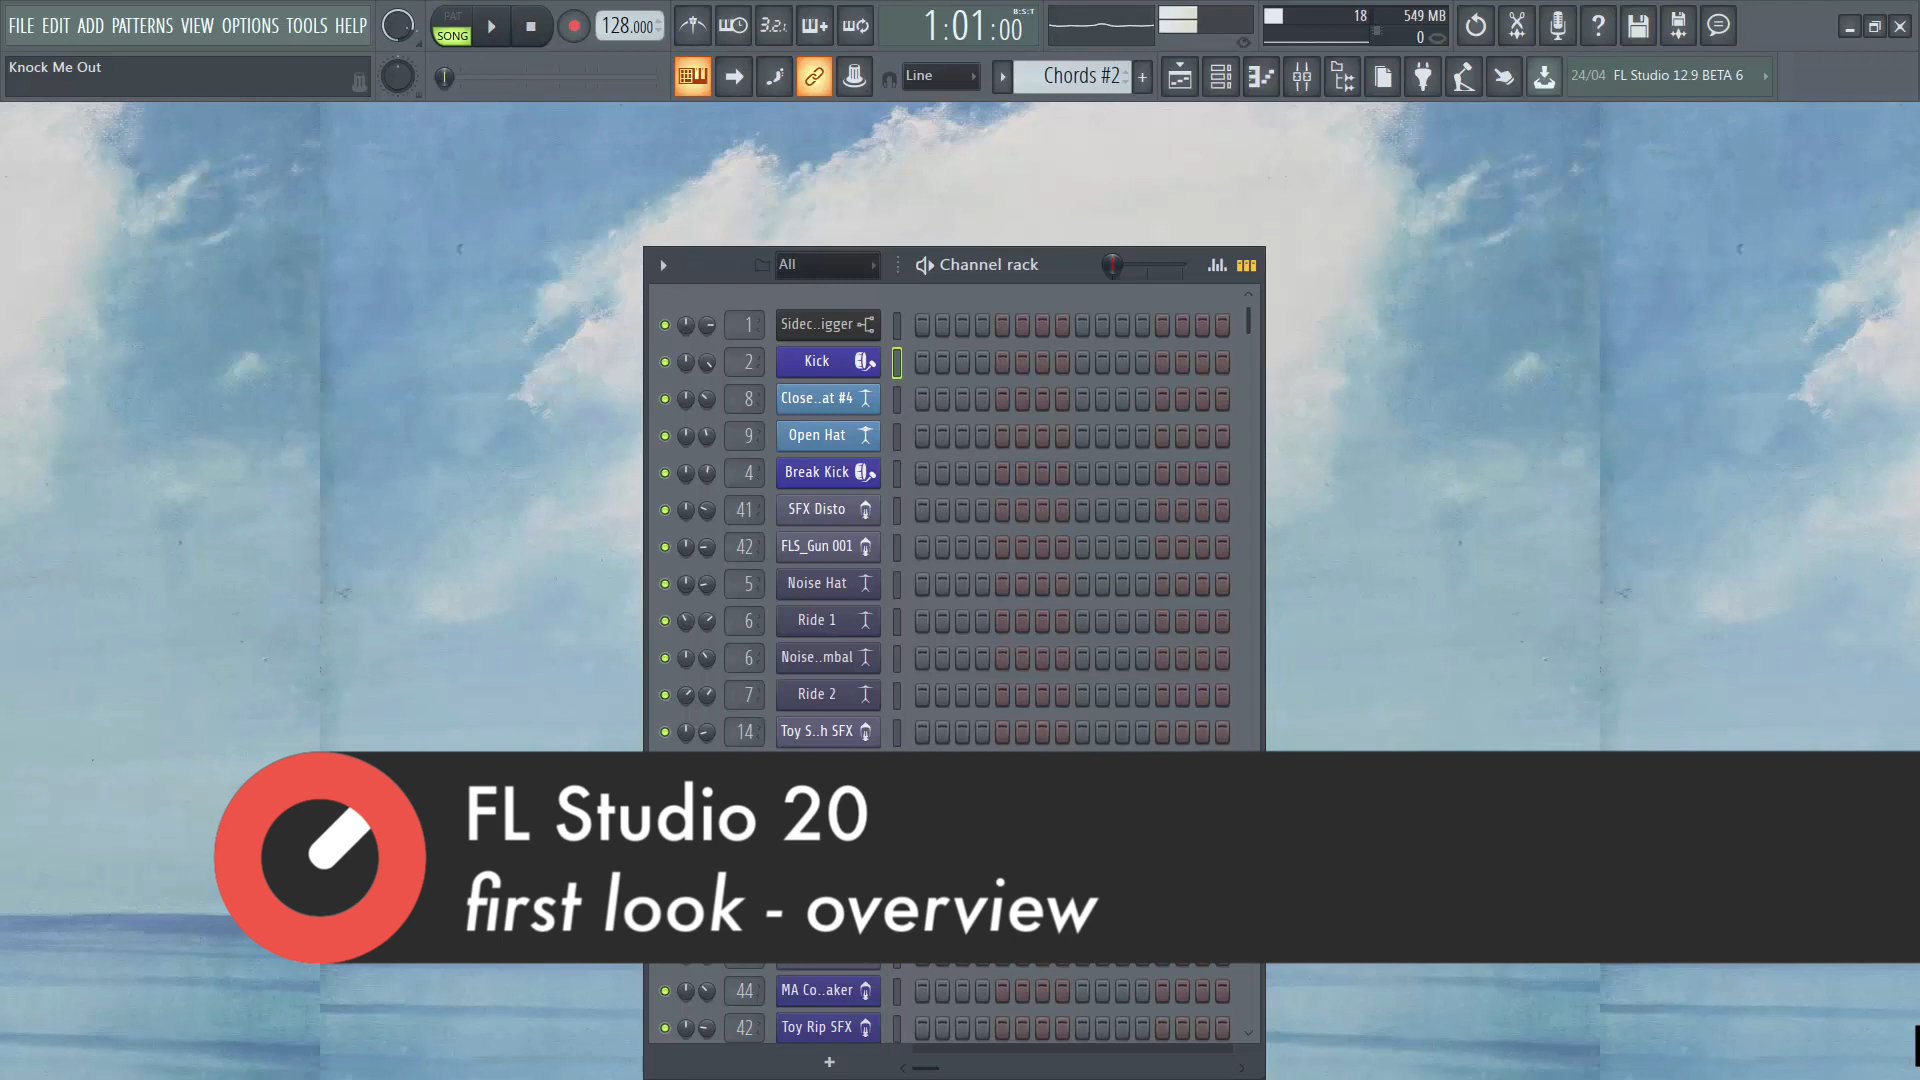 FILE EDIT ADD PATTERNS VIEW OPTIONS TOOLS HELP
PAT
SONG
128.000
3.2.1
1:01:00
B:S:T
18
549 MB
0
Knock Me Out
Line
Chords #2
24/04 FL Studio 12.9 BETA 6
All
Channel rack
1 Sidec..igger
2 Kick
8 Close..at #4
9 Open Hat
4 Break Kick
41 SFX Disto
42 FLS_Gun 001
5 Noise Hat
6 Ride 1
6 Noise..mbal
7 Ride 2
14 Toy S..h SFX
FL Studio 20
first look - overview
44 MA Co..aker
42 Toy Rip SFX